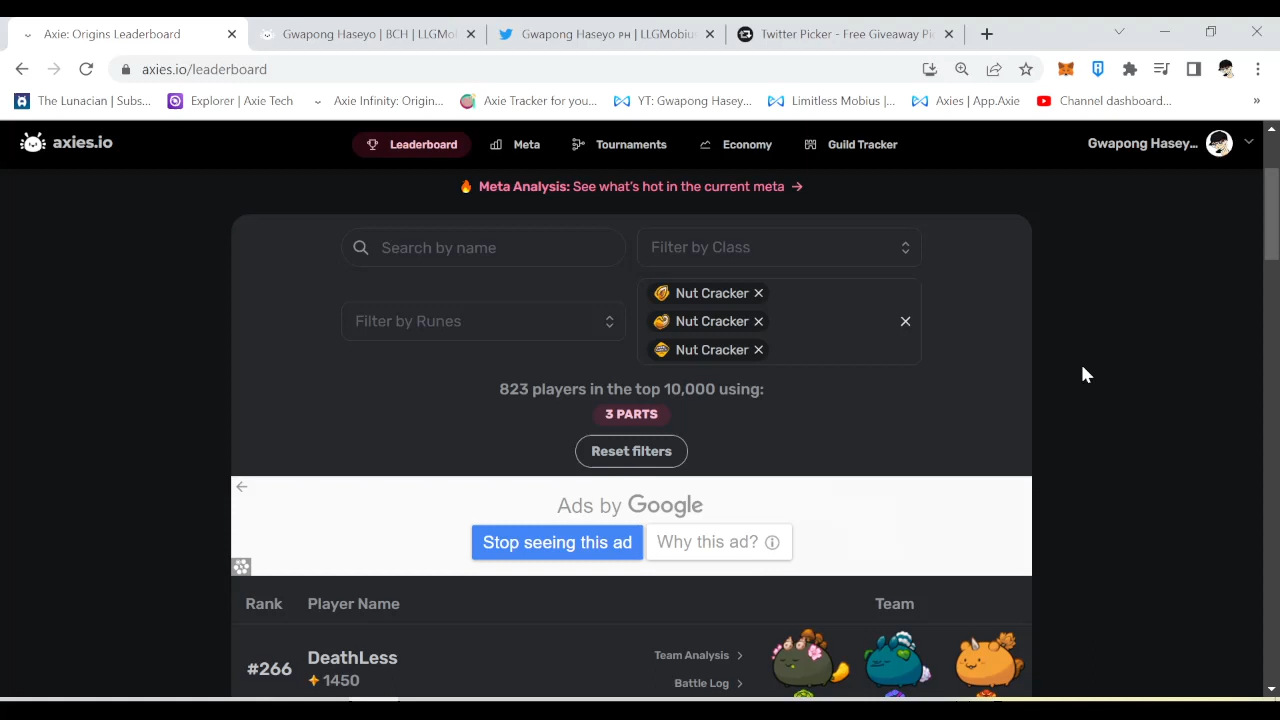 Axie: Origins Leaderboard
Gwapong Haseyo | BCH | LLGMobi
Gwapong Haseyo PH | LLGMobius
Twitter Picker - Free Giveaway Pi
axies.io/leaderboard
The Lunacian | Subs...
Explorer | Axie Tech
Axie Infinity: Origin...
Axie Tracker for you...
YT: Gwapong Hasey...
Limitless Mobius |...
Axies | App.Axie
Channel dashboard...
»
axies.io
Leaderboard
Meta
Tournaments
Economy
Guild Tracker
Gwapong Hasey...
Meta Analysis: See what's hot in the current meta →
Search by name
Filter by Class
Filter by Runes
Nut Cracker ×
Nut Cracker ×
Nut Cracker ×
823 players in the top 10,000 using:
3 PARTS
Reset filters
Ads by Google
Stop seeing this ad
Why this ad?
Rank Player Name Team
#266
DeathLess
1450
Team Analysis >
Battle Log >